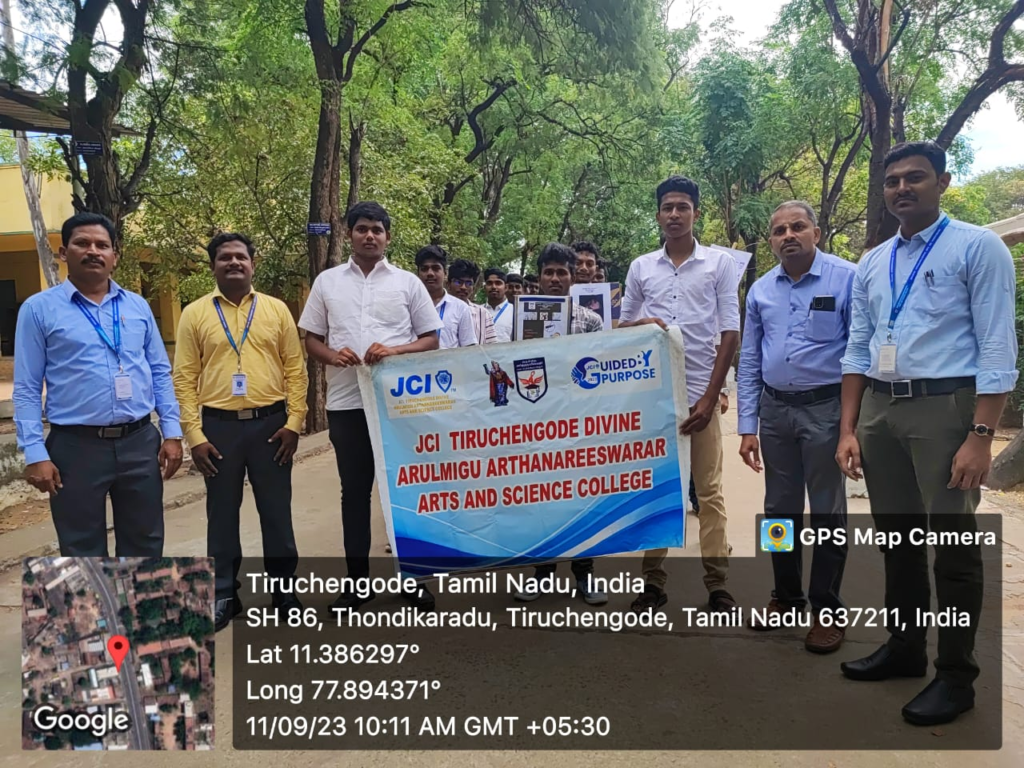 JCI
TM
GUIDED BY
JCI
PURPOSE
JCI TIRUCHENGODE DIVINE
ARULMIGU ARTHANAREESWARAR
ARTS AND SCIENCE COLLEGE
GPS Map Camera
Tiruchengode, Tamil Nadu, India
SH 86, Thondikaradu, Tiruchengode, Tamil Nadu 637211, India
Lat 11.386297°
Long 77.894371°
11/09/23 10:11 AM GMT +05:30
Google